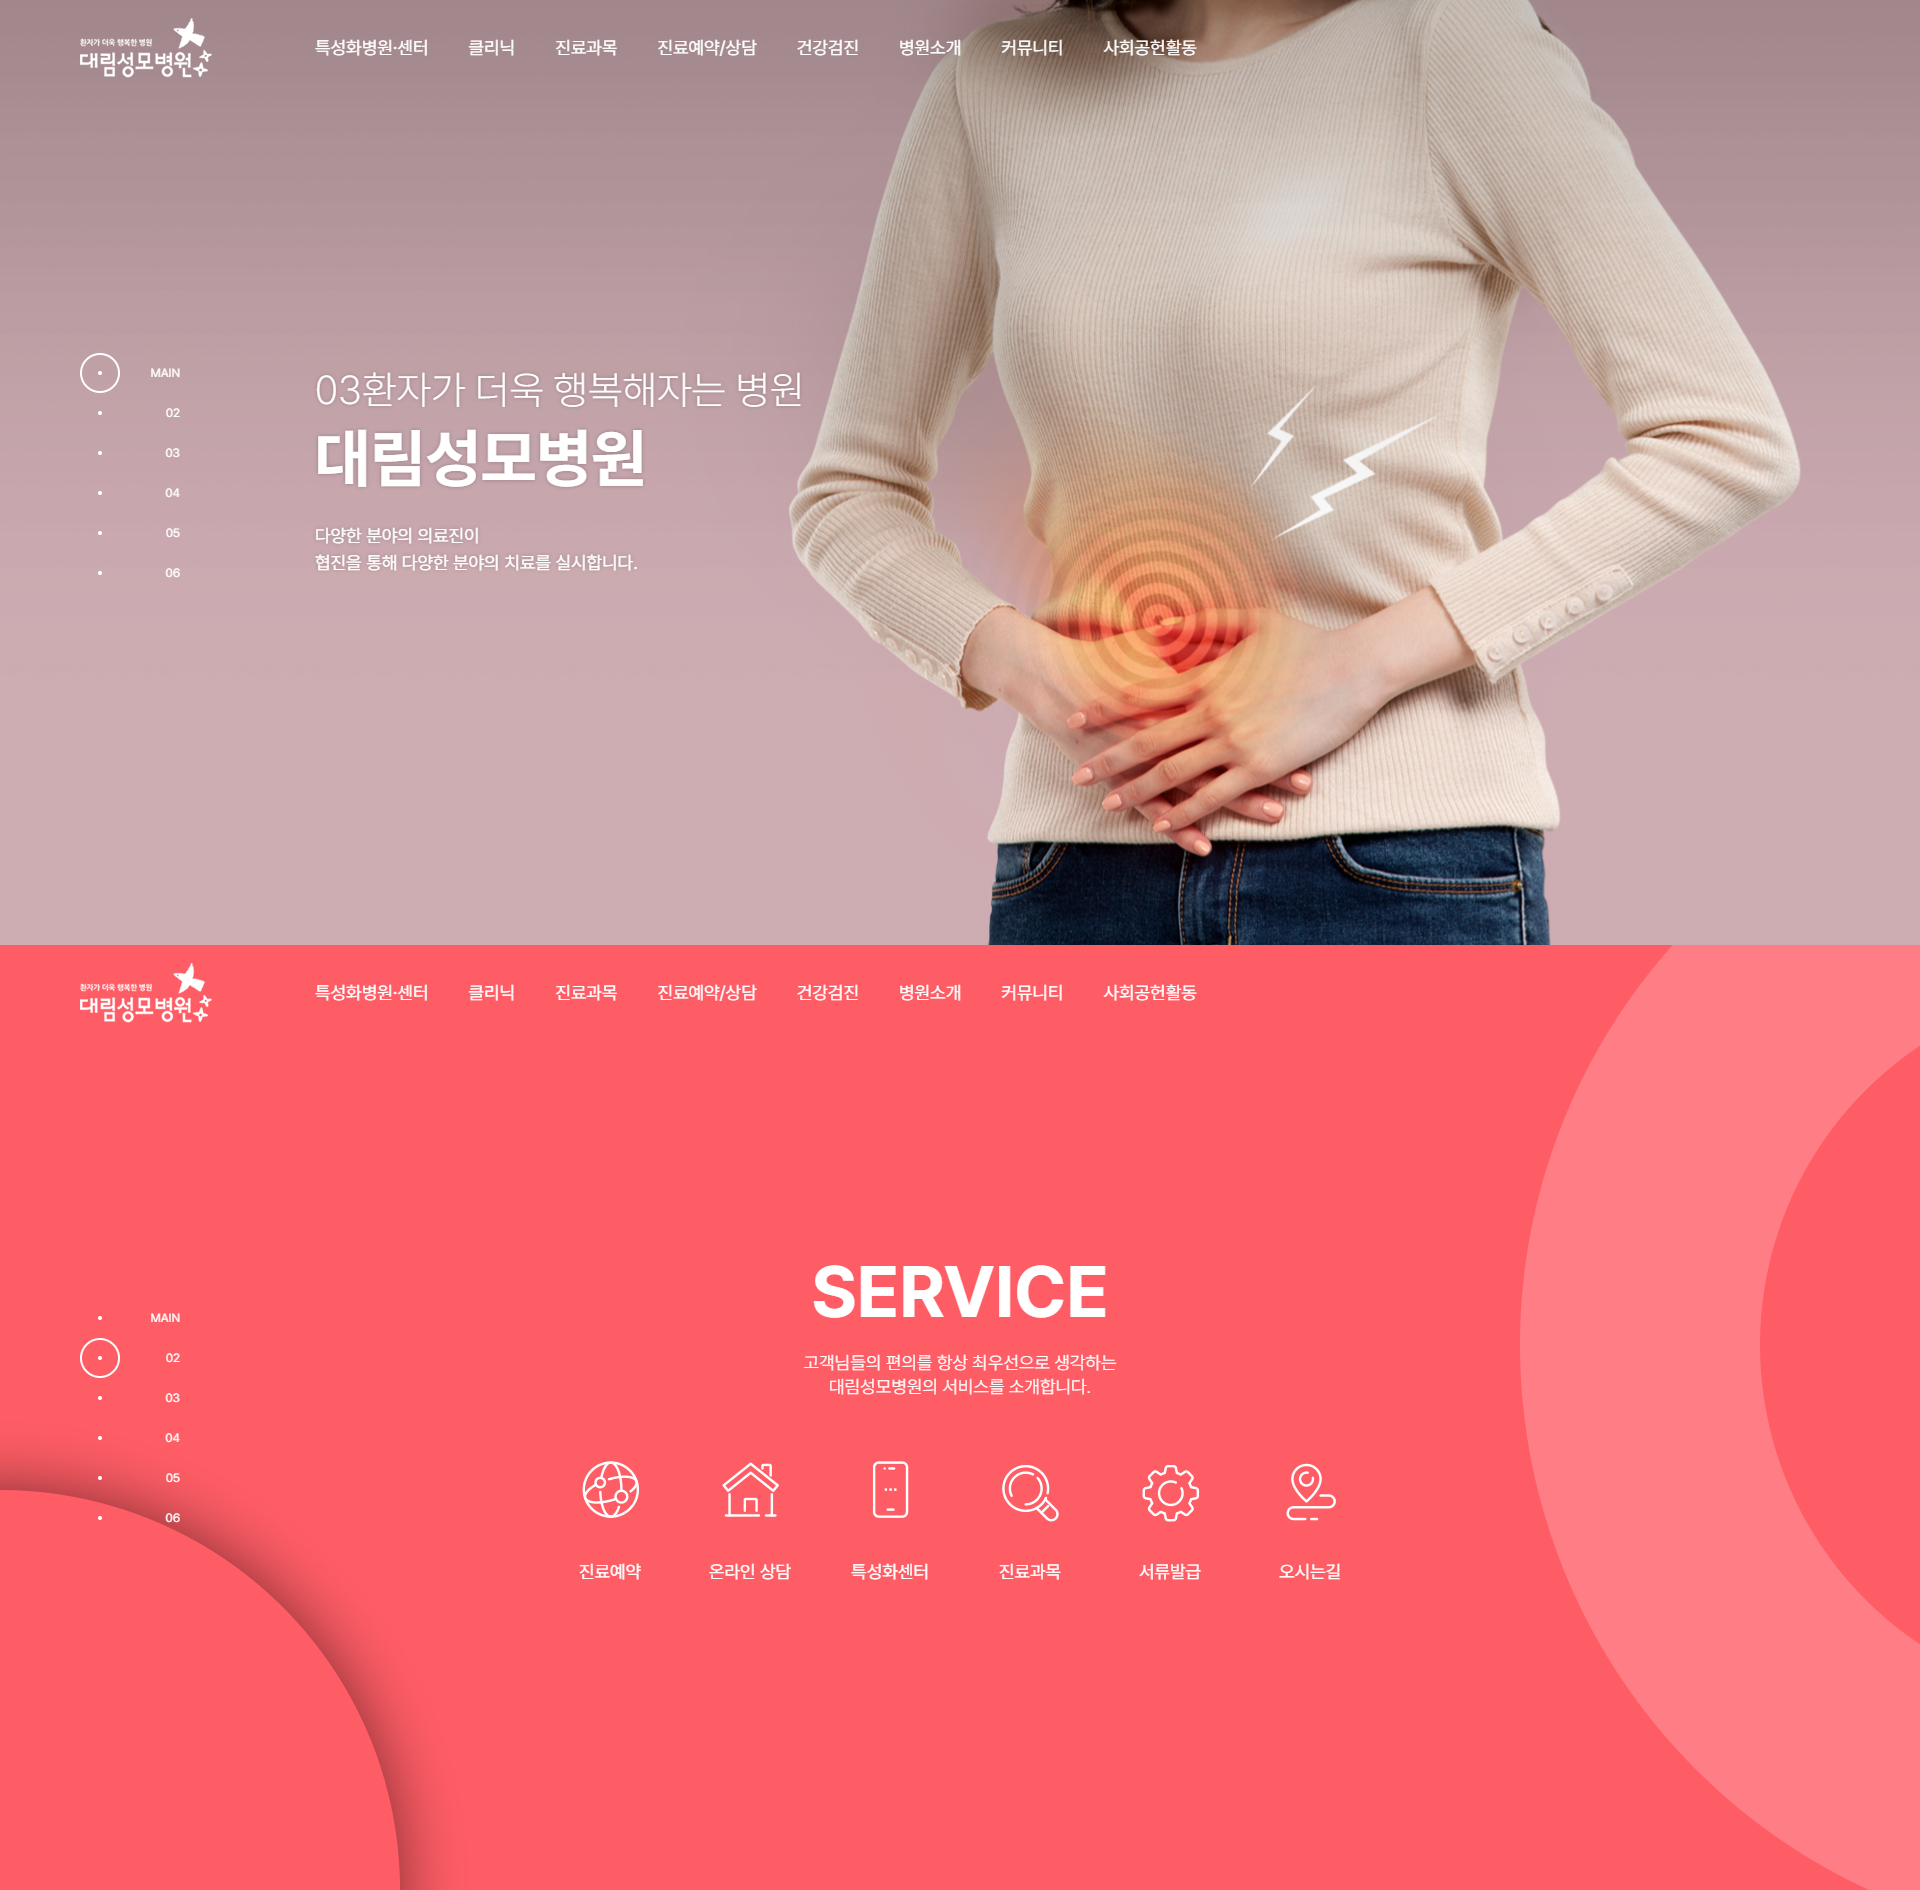 환자가 더욱 행복한 병원
대림성모병원
특성화병원·센터 클리닉 진료과목 진료예약/상담 건강검진 병원소개 커뮤니티 사회공헌활동
MAIN
02
03
04
05
06
03환자가 더욱 행복해자는 병원
대림성모병원
다양한 분야의 의료진이
협진을 통해 다양한 분야의 치료를 실시합니다.
환자가 더욱 행복한 병원
대림성모병원
특성화병원·센터 클리닉 진료과목 진료예약/상담 건강검진 병원소개 커뮤니티 사회공헌활동
MAIN
02
03
04
05
06
SERVICE
고객님들의 편의를 항상 최우선으로 생각하는
대림성모병원의 서비스를 소개합니다.
진료예약 온라인 상담 특성화센터 진료과목 서류발급 오시는길